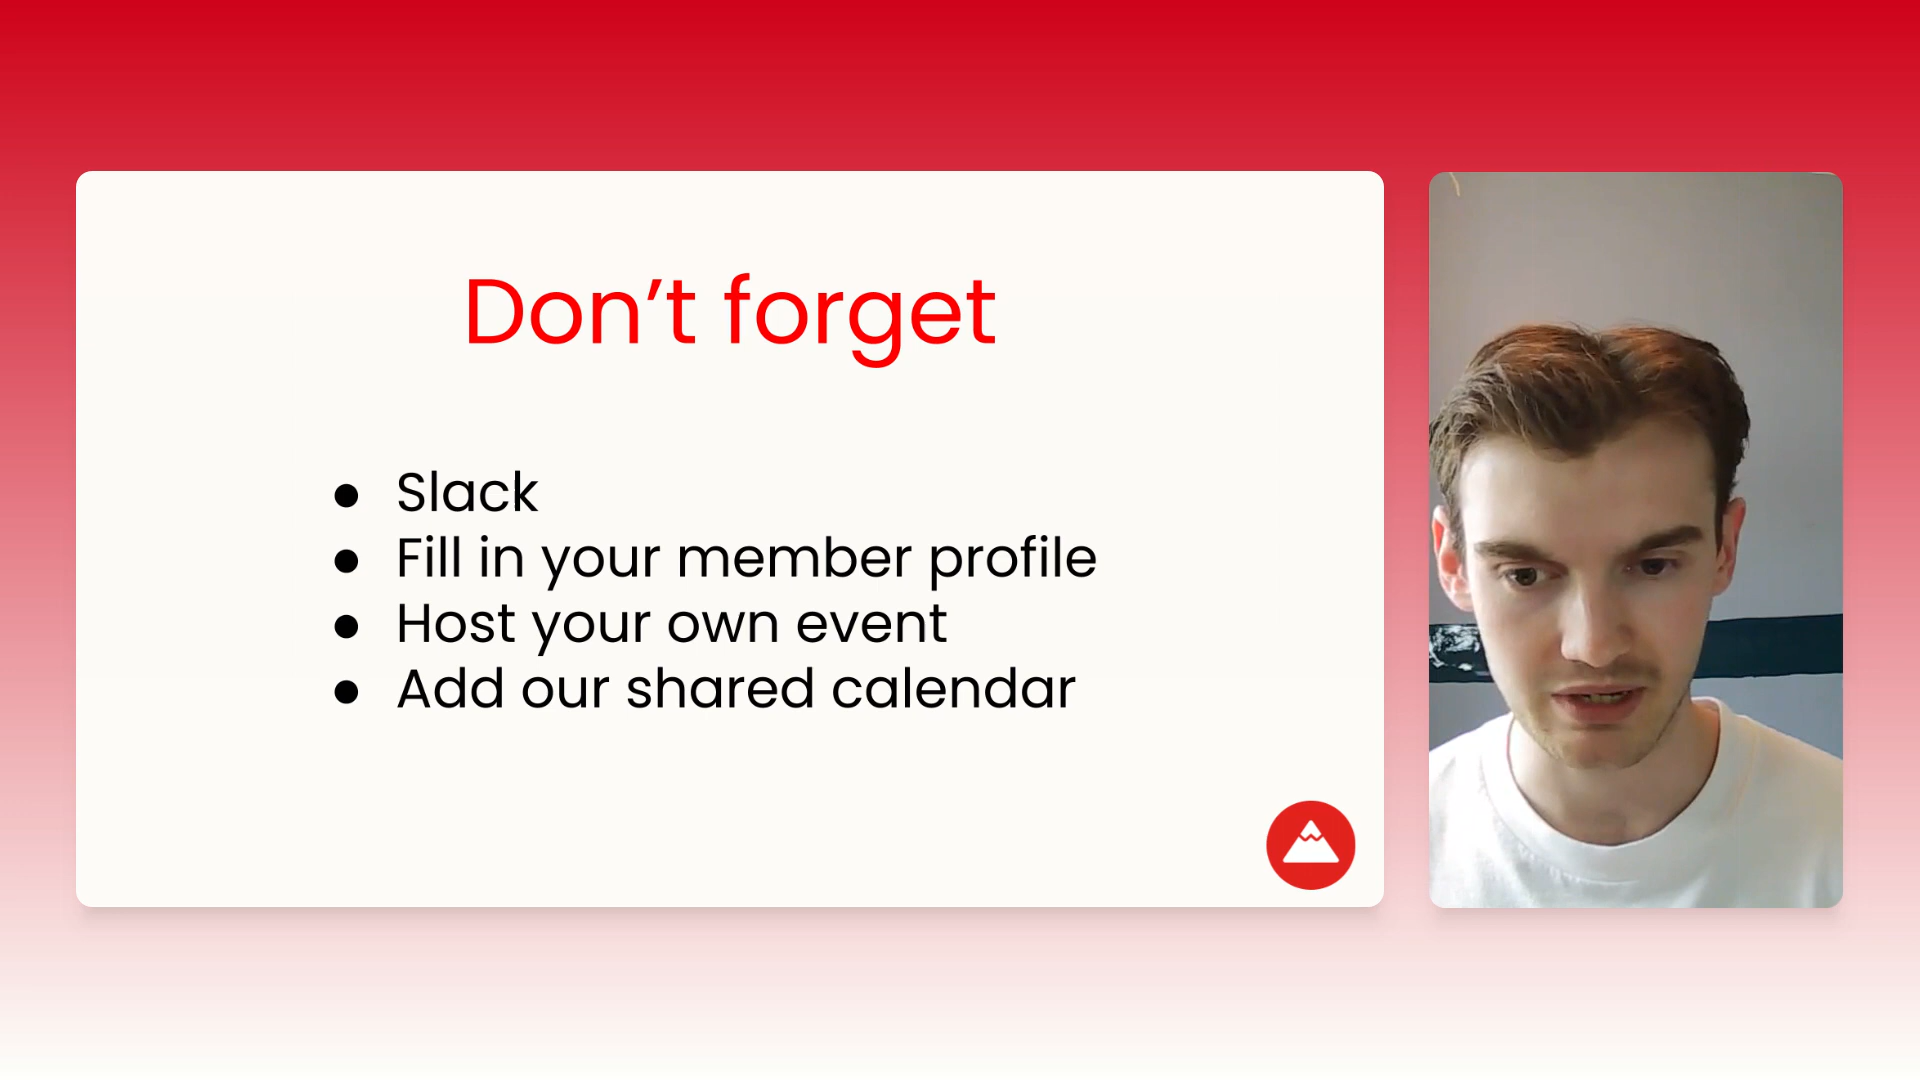 Don’t forget
● Slack
● Fill in your member profile
● Host your own event
● Add our shared calendar